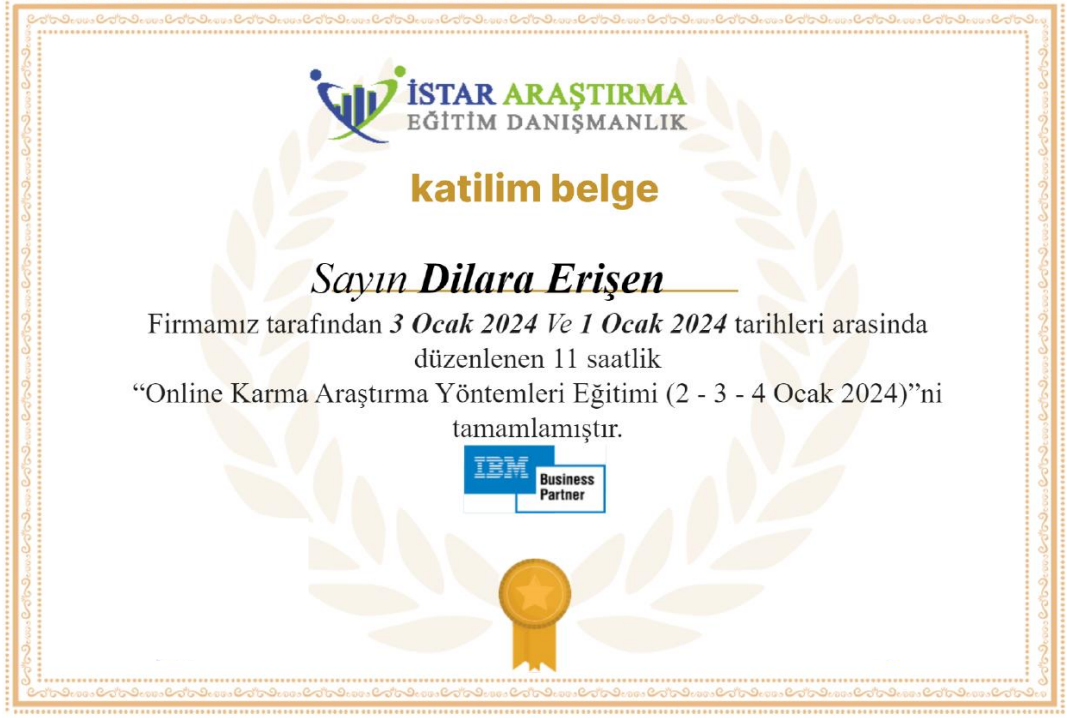 İSTAR ARAŞTIRMA
EĞİTİM DANIŞMANLIK
katilim belge
Sayın Dilara Erişen
Firmamız tarafından 3 Ocak 2024 Ve 1 Ocak 2024 tarihleri arasinda
düzenlenen 11 saatlik
“Online Karma Araştırma Yöntemleri Eğitimi (2 - 3 - 4 Ocak 2024)”ni
tamamlamıştır.
IBM
Business
Partner